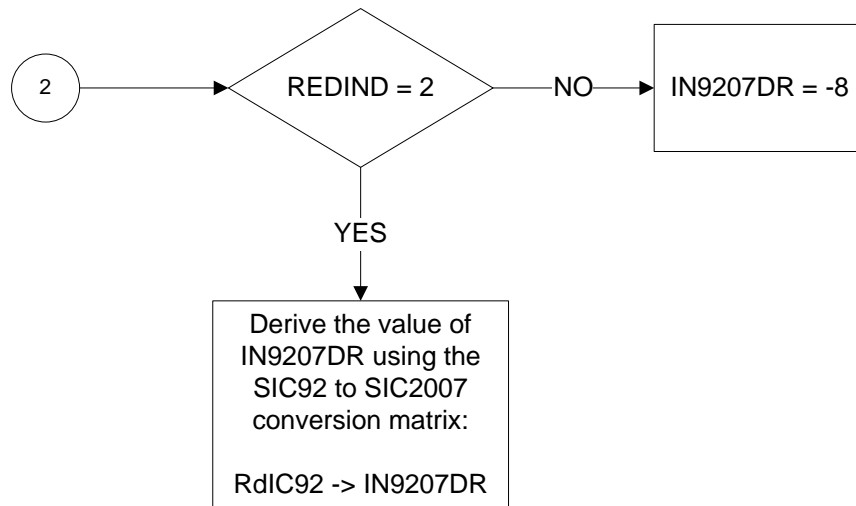 2
REDIND = 2
NO
IN9207DR = -8
YES
Derive the value of
IN9207DR using the
SIC92 to SIC2007
conversion matrix:
RdIC92 -> IN9207DR